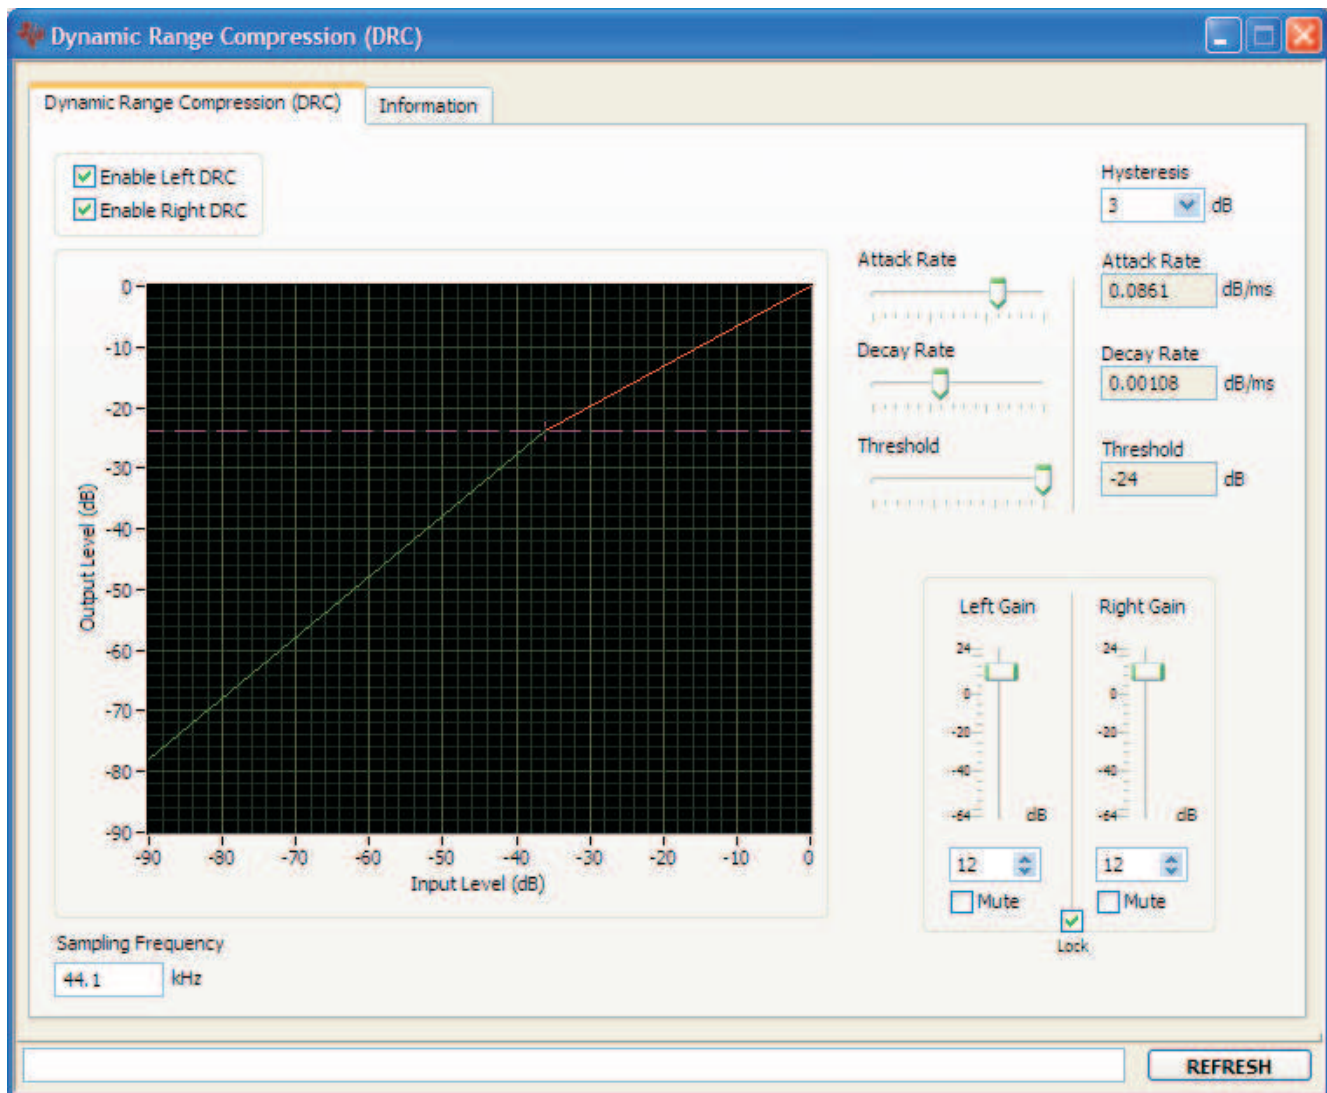 Dynamic Range Compression (DRC)
Dynamic Range Compression (DRC)
Information
Enable Left DRC
Enable Right DRC
Hysteresis
3
dB
Attack Rate
Attack Rate
0.0861
dB/ms
Decay Rate
Decay Rate
0.00108
dB/ms
Threshold
Threshold
-24
dB
0
-10
-20
-30
-40
-50
-60
-70
-80
-90
Output Level (dB)
-90
-80
-70
-60
-50
-40
-30
-20
-10
0
Input Level (dB)
Left Gain
24
0
-20
-40
-64
dB
12
Mute
Right Gain
24
0
-20
-40
-64
dB
12
Mute
Lock
Sampling Frequency
44.1
kHz
REFRESH